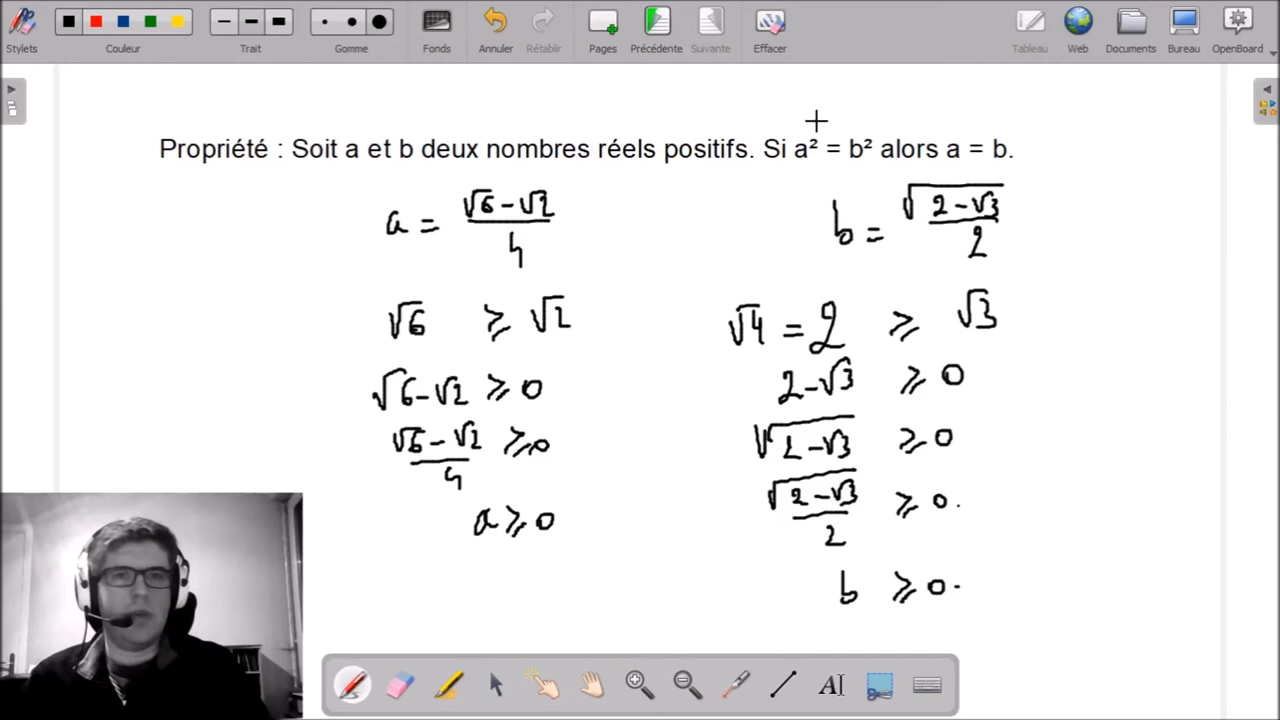 Stylets Couleur Trait Gomme Fonds Annuler Rétablir Pages Précédente Suivante Effacer Tableau Web Documents Bureau OpenBoard
Propriété : Soit a et b deux nombres réels positifs. Si a² = b² alors a = b.
a = (√6 − √2)/4
b = √(2 − √3)/2
√6 ⩾ √2
√4 = 2 ⩾ √3
√6 − √2 ⩾ 0
2 − √3 ⩾ 0
(√6 − √2)/4 ⩾ 0
√(2 − √3) ⩾ 0
√(2 − √3)/2 ⩾ 0.
a ⩾ 0
b ⩾ 0.
AI